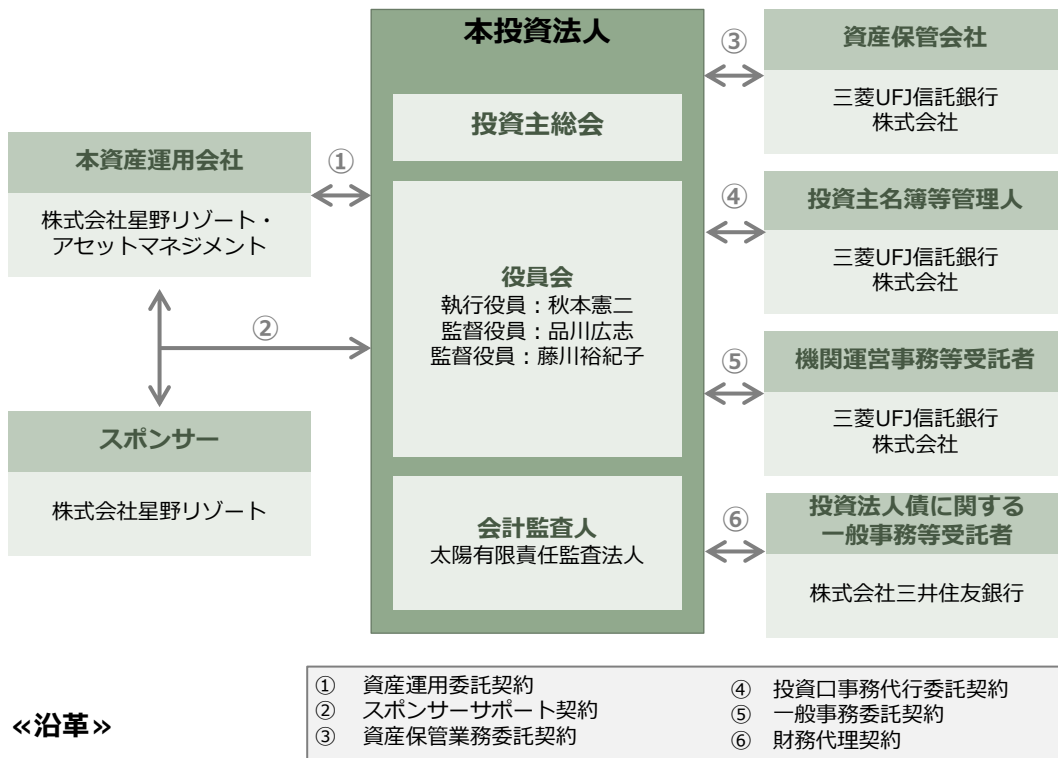 本投資法人
投資主総会
役員会
執行役員：秋本憲二
監督役員：品川広志
監督役員：藤川裕紀子
会計監査人
太陽有限責任監査法人
①
本資産運用会社
株式会社星野リゾート・
アセットマネジメント
②
スポンサー
株式会社星野リゾート
③
資産保管会社
三菱UFJ信託銀行
株式会社
④
投資主名簿等管理人
三菱UFJ信託銀行
株式会社
⑤
機関運営事務等受託者
三菱UFJ信託銀行
株式会社
⑥
投資法人債に関する
一般事務等受託者
株式会社三井住友銀行
① 資産運用委託契約
② スポンサーサポート契約
③ 資産保管業務委託契約
④ 投資口事務代行委託契約
⑤ 一般事務委託契約
⑥ 財務代理契約
«沿革»